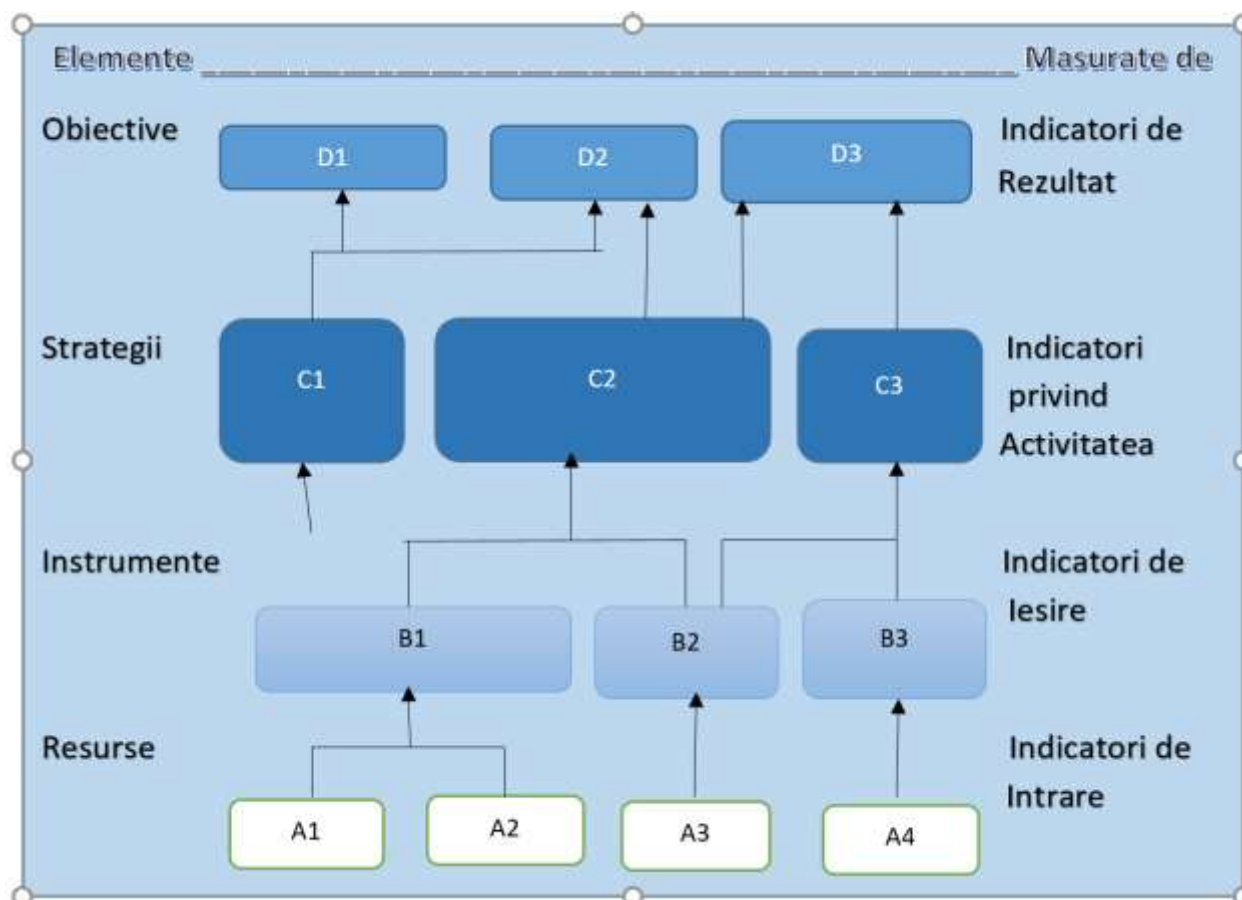 Elemente
Masurate de
Obiective
D1
D2
D3
Indicatori de
Rezultat
Strategii
C1
C2
C3
Indicatori
privind
Activitatea
Instrumente
B1
B2
B3
Indicatori de
Iesire
Resurse
A1
A2
A3
A4
Indicatori de
Intrare